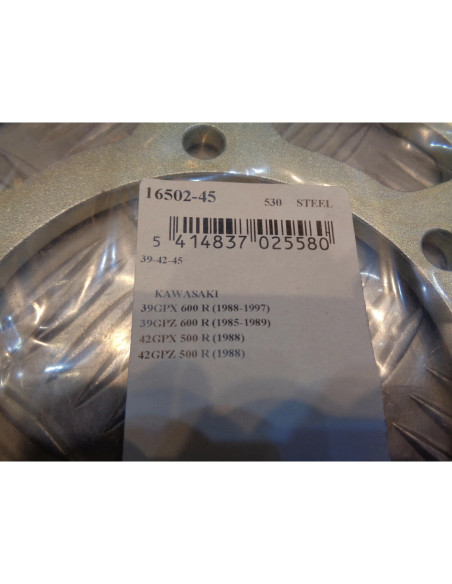 16502-45 530 STEEL
5 414837 025580
39-42-45
KAWASAKI
39GPX 600 R (1988-1997)
39GPZ 600 R (1985-1989)
42GPX 500 R (1988)
42GPZ 500 R (1988)